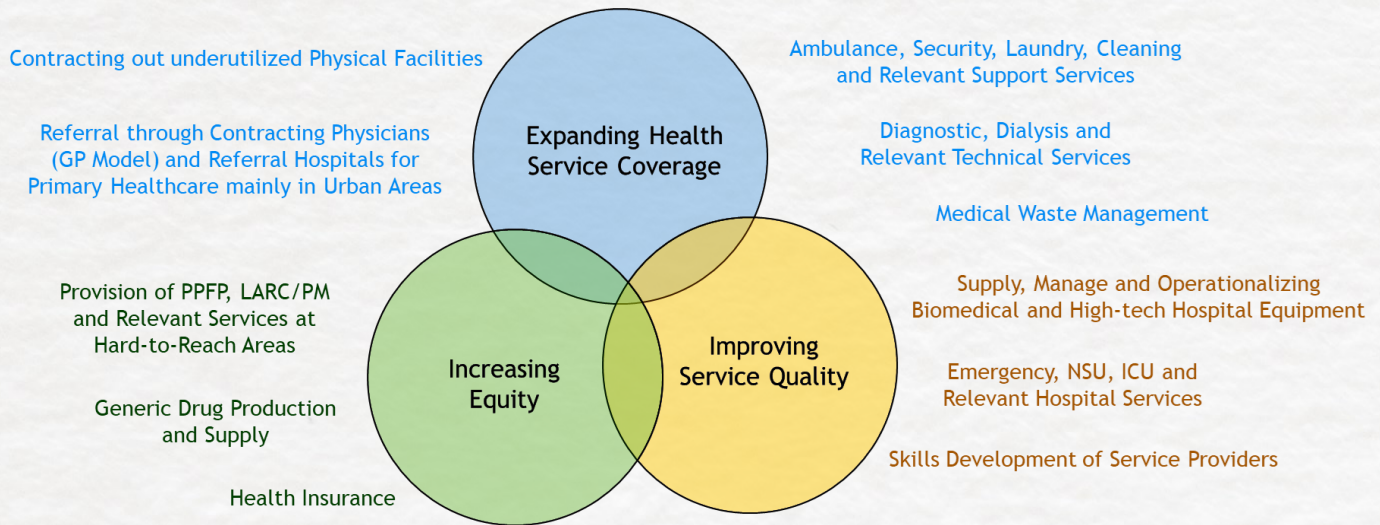 Contracting out underutilized Physical Facilities
Referral through Contracting Physicians
(GP Model) and Referral Hospitals for
Primary Healthcare mainly in Urban Areas
Expanding Health
Service Coverage
Ambulance, Security, Laundry, Cleaning
and Relevant Support Services
Diagnostic, Dialysis and
Relevant Technical Services
Medical Waste Management
Provision of PPFP, LARC/PM
and Relevant Services at
Hard-to-Reach Areas
Generic Drug Production
and Supply
Health Insurance
Increasing
Equity
Improving
Service Quality
Supply, Manage and Operationalizing
Biomedical and High-tech Hospital Equipment
Emergency, NSU, ICU and
Relevant Hospital Services
Skills Development of Service Providers